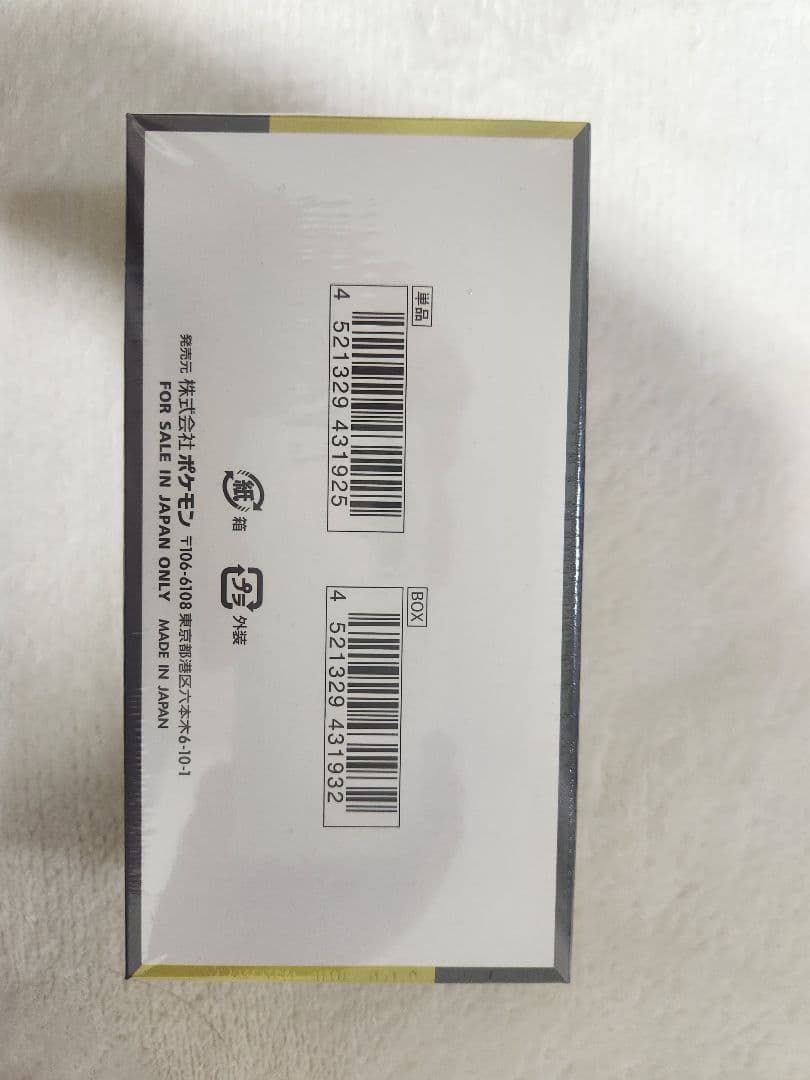 単品
4 521329 431925
BOX
4 521329 431932
紙 箱
プラ 外装
発売元 株式会社ポケモン 〒106-6108 東京都港区六本木6-10-1
FOR SALE IN JAPAN ONLY MADE IN JAPAN